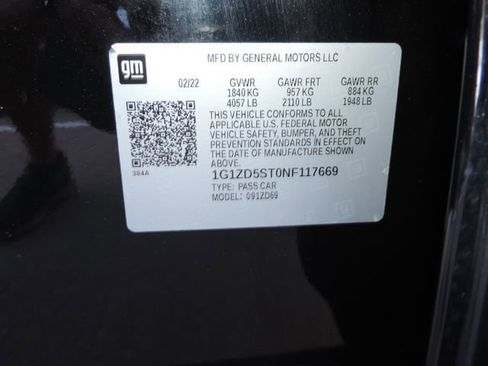 gm
MFD BY GENERAL MOTORS LLC
02/22 GVWR GAWR FRT GAWR RR
1840 KG 957 KG 884 KG
4057 LB 2110 LB 1948 LB
THIS VEHICLE CONFORMS TO ALL
APPLICABLE U.S. FEDERAL MOTOR
VEHICLE SAFETY, BUMPER, AND THEFT
PREVENTION STANDARDS IN EFFECT
ON THE DATE OF MANUFACTURE SHOWN
ABOVE.
384A
1G1ZD5ST0NF117669
TYPE: PASS CAR
MODEL: 091ZD69